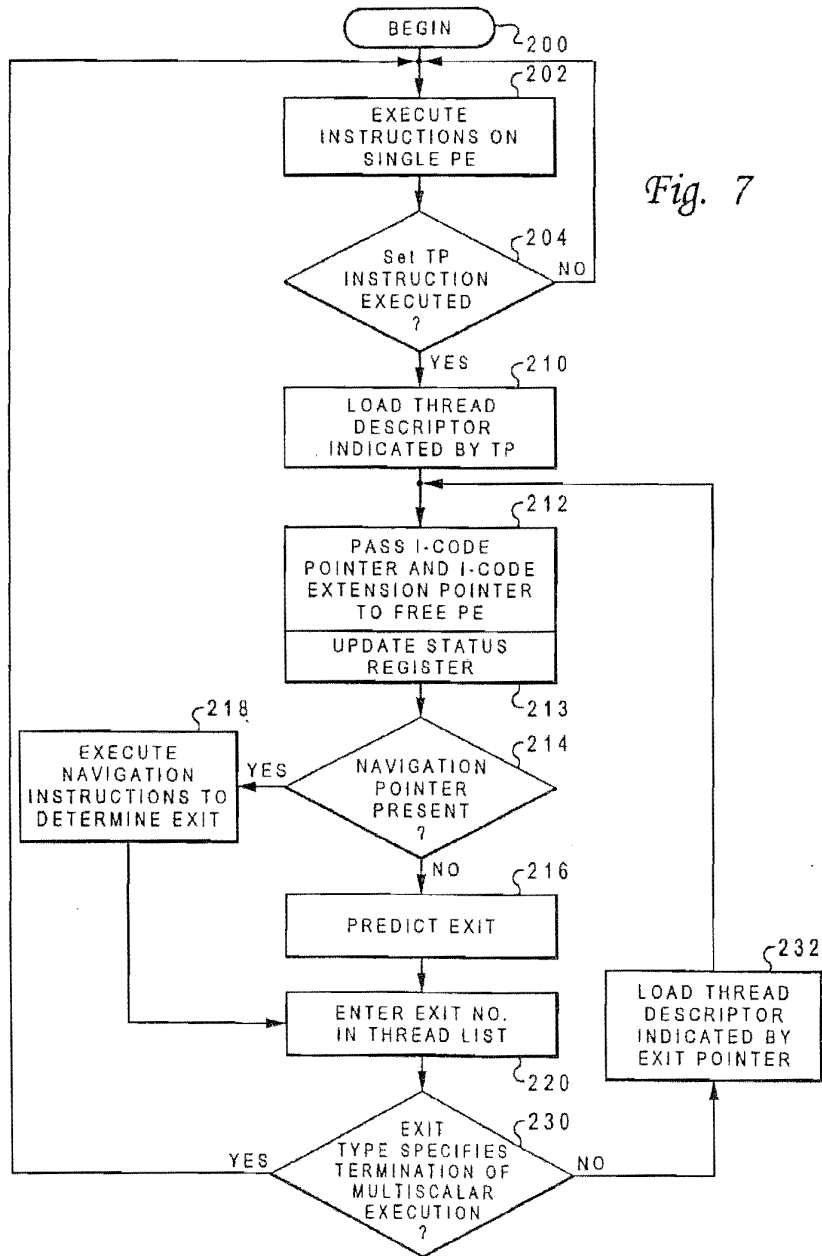 BEGIN
200
202
EXECUTE
INSTRUCTIONS ON
SINGLE PE
Fig. 7
204
Set TP
INSTRUCTION
EXECUTED
?
NO
YES
210
LOAD THREAD
DESCRIPTOR
INDICATED BY TP
212
PASS I-CODE
POINTER AND I-CODE
EXTENSION POINTER
TO FREE PE
UPDATE STATUS
REGISTER
213
218
EXECUTE
NAVIGATION
INSTRUCTIONS TO
DETERMINE EXIT
YES
214
NAVIGATION
POINTER
PRESENT
?
NO
216
PREDICT EXIT
232
LOAD THREAD
DESCRIPTOR
INDICATED BY
EXIT POINTER
ENTER EXIT NO.
IN THREAD LIST
220
230
EXIT
TYPE SPECIFIES
TERMINATION OF
MULTISCALAR
EXECUTION
?
YES
NO